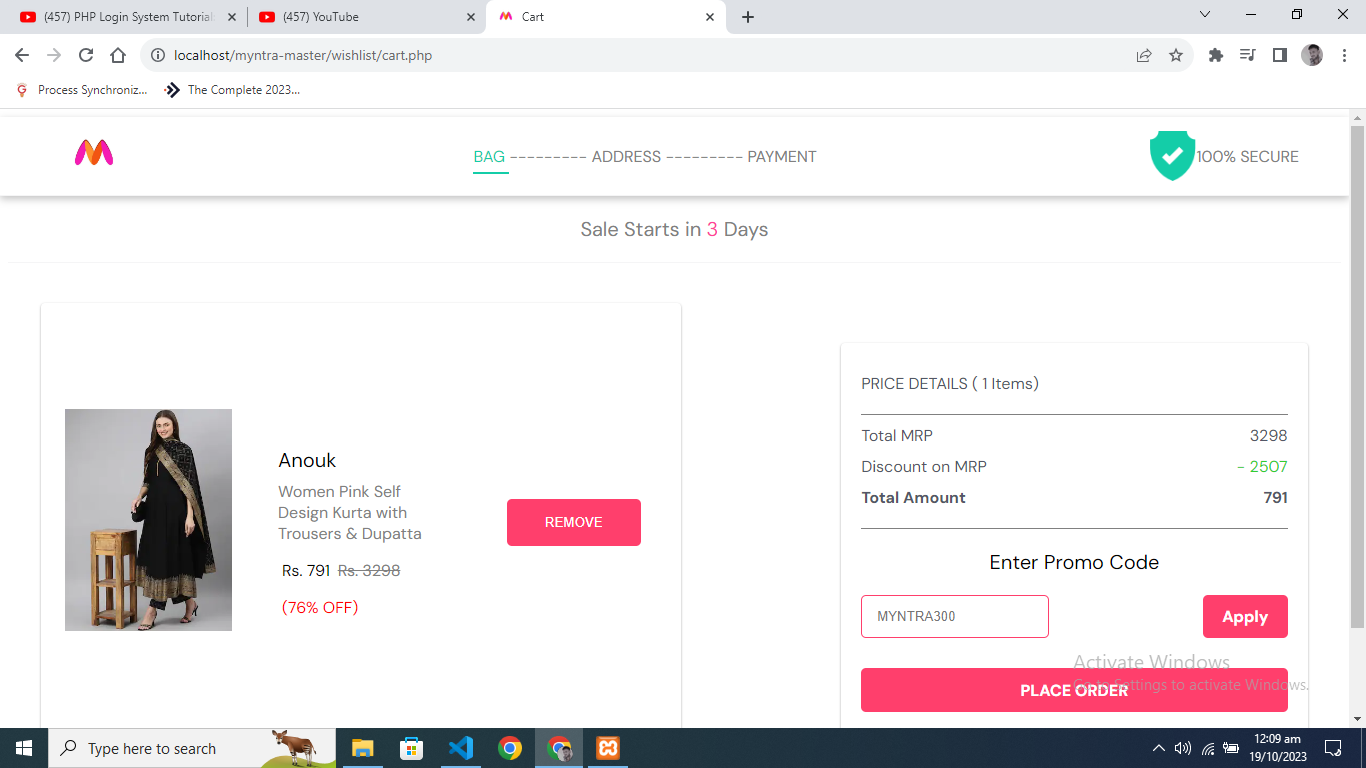 (457) PHP Login System Tutorial
(457) YouTube
Cart
localhost/myntra-master/wishlist/cart.php
Process Synchroniz...
The Complete 2023...
BAG --------- ADDRESS --------- PAYMENT
100% SECURE
Sale Starts in 3 Days
Anouk
Women Pink Self
Design Kurta with
Trousers & Dupatta
Rs. 791 Rs. 3298
(76% OFF)
REMOVE
PRICE DETAILS ( 1 Items)
Total MRP 3298
Discount on MRP - 2507
Total Amount 791
Enter Promo Code
MYNTRA300
Apply
PLACE ORDER
Activate Windows
Go to Settings to activate Windows.
Type here to search
12:09 am
19/10/2023